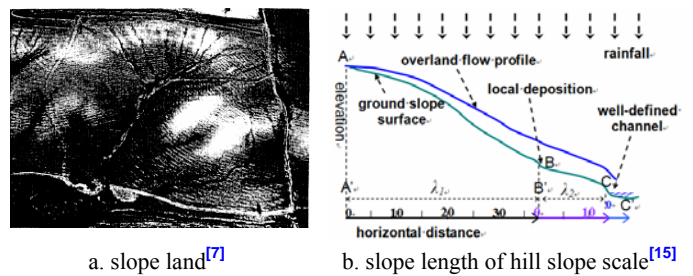 rainfall
A
overland flow profile
local deposition
elevation
ground slope surface
well-defined channel
B
C
A' λ1 B' λ2 C'
0 10 20 30 0 10 0
horizontal distance
a. slope land[7]
b. slope length of hill slope scale[15]